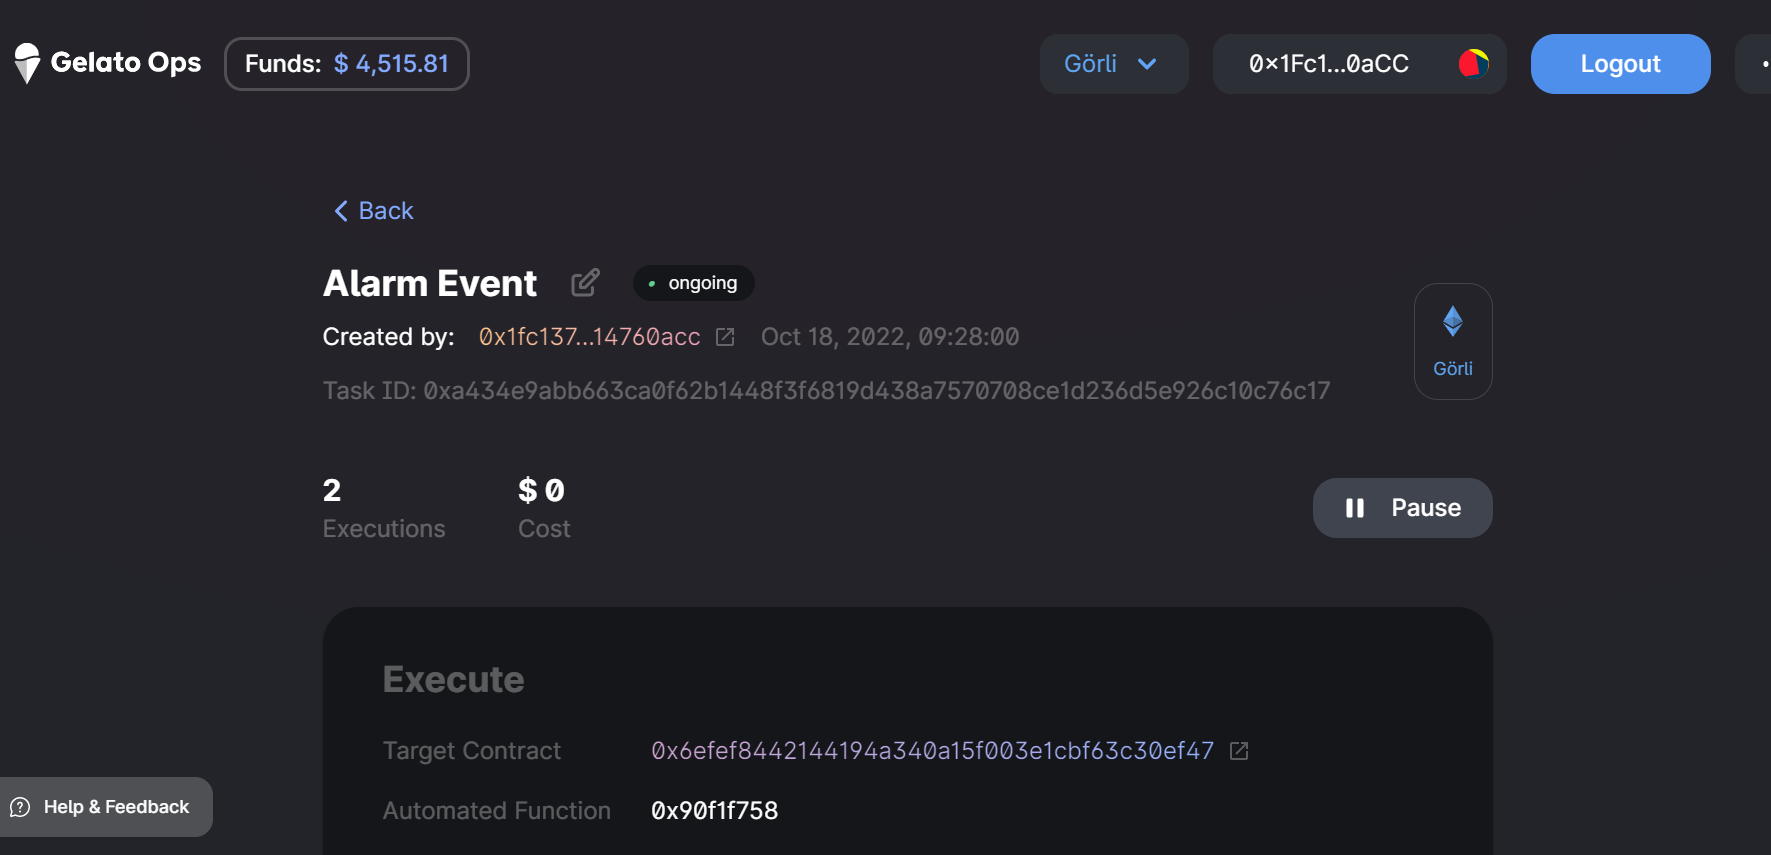 Gelato Ops
Funds: $ 4,515.81
Görli
0×1Fc1...0aCC
Logout
Back
Alarm Event
ongoing
Created by: 0x1fc137...14760acc Oct 18, 2022, 09:28:00
Task ID: 0xa434e9abb663ca0f62b1448f3f6819d438a7570708ce1d236d5e926c10c76c17
Görli
2
Executions
$ 0
Cost
Pause
Execute
Target Contract 0x6efef8442144194a340a15f003e1cbf63c30ef47
Automated Function 0x90f1f758
Help & Feedback